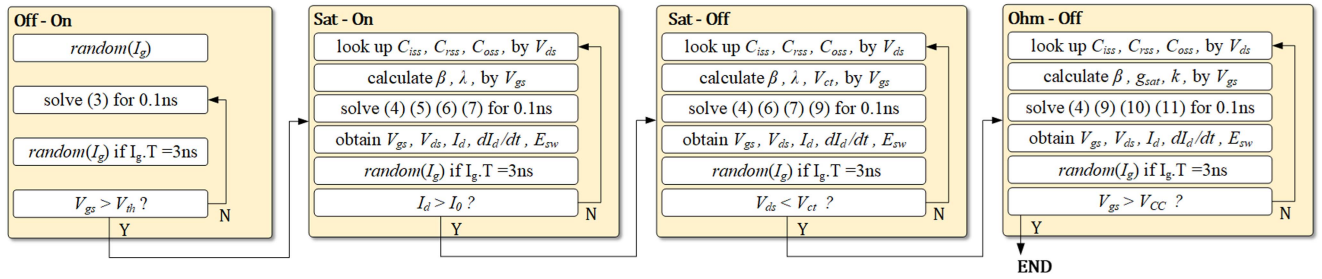 Off - On
random(Ig)
solve (3) for 0.1ns
random(Ig) if Ig.T =3ns
Vgs > Vth ?
N
Y
Sat - On
look up Ciss, Crss, Coss, by Vds
calculate β , λ, by Vgs
solve (4) (5) (6) (7) for 0.1ns
obtain Vgs, Vds, Id, dId/dt , Esw
random(Ig) if Ig.T =3ns
Id > I0 ?
N
Y
Sat - Off
look up Ciss, Crss, Coss, by Vds
calculate β, λ, Vct, by Vgs
solve (4) (6) (7) (9) for 0.1ns
obtain Vgs, Vds, Id, dId/dt , Esw
random(Ig) if Ig.T =3ns
Vds < Vct ?
N
Y
Ohm - Off
look up Ciss, Crss, Coss, by Vds
calculate β, gsat, k, by Vgs
solve (4) (9) (10) (11) for 0.1ns
obtain Vgs, Vds, Id, dId/dt , Esw
random(Ig) if Ig.T =3ns
Vgs > VCC ?
N
Y
END